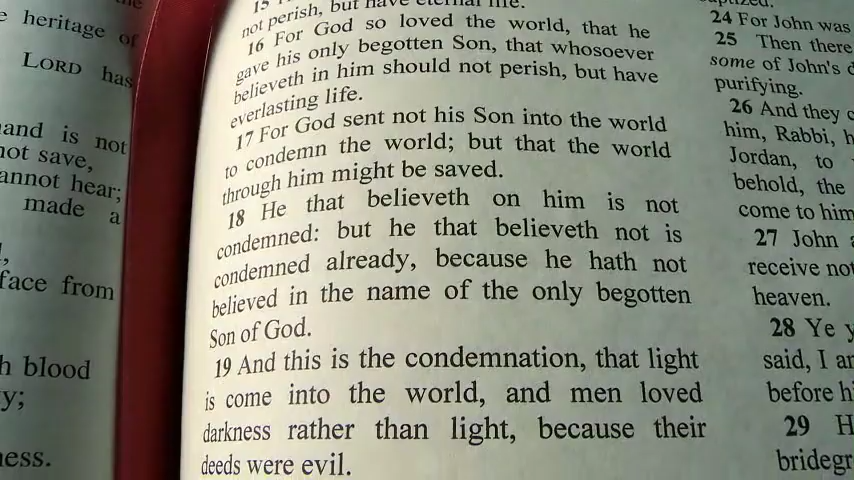 heritage of
LORD has
and is not
not save,
annot hear;
made a
face from
blood
ness.
15
not perish, but have eternal life.
16 For God so loved the world, that he
gave his only begotten Son, that whosoever
believeth in him should not perish, but have
everlasting life.
17 For God sent not his Son into the world
to condemn the world; but that the world
through him might be saved.
18 He that believeth on him is not
condemned: but he that believeth not is
condemned already, because he hath not
believed in the name of the only begotten
Son of God.
19 And this is the condemnation, that light
is come into the world, and men loved
darkness rather than light, because their
deeds were evil.
24 For John was
25 Then there
some of John's d
purifying.
26 And they c
him, Rabbi, h
Jordan, to
behold, the
come to him
27 John a
receive not
heaven.
28 Ye y
said, I am
before hi
29 H
bridegr